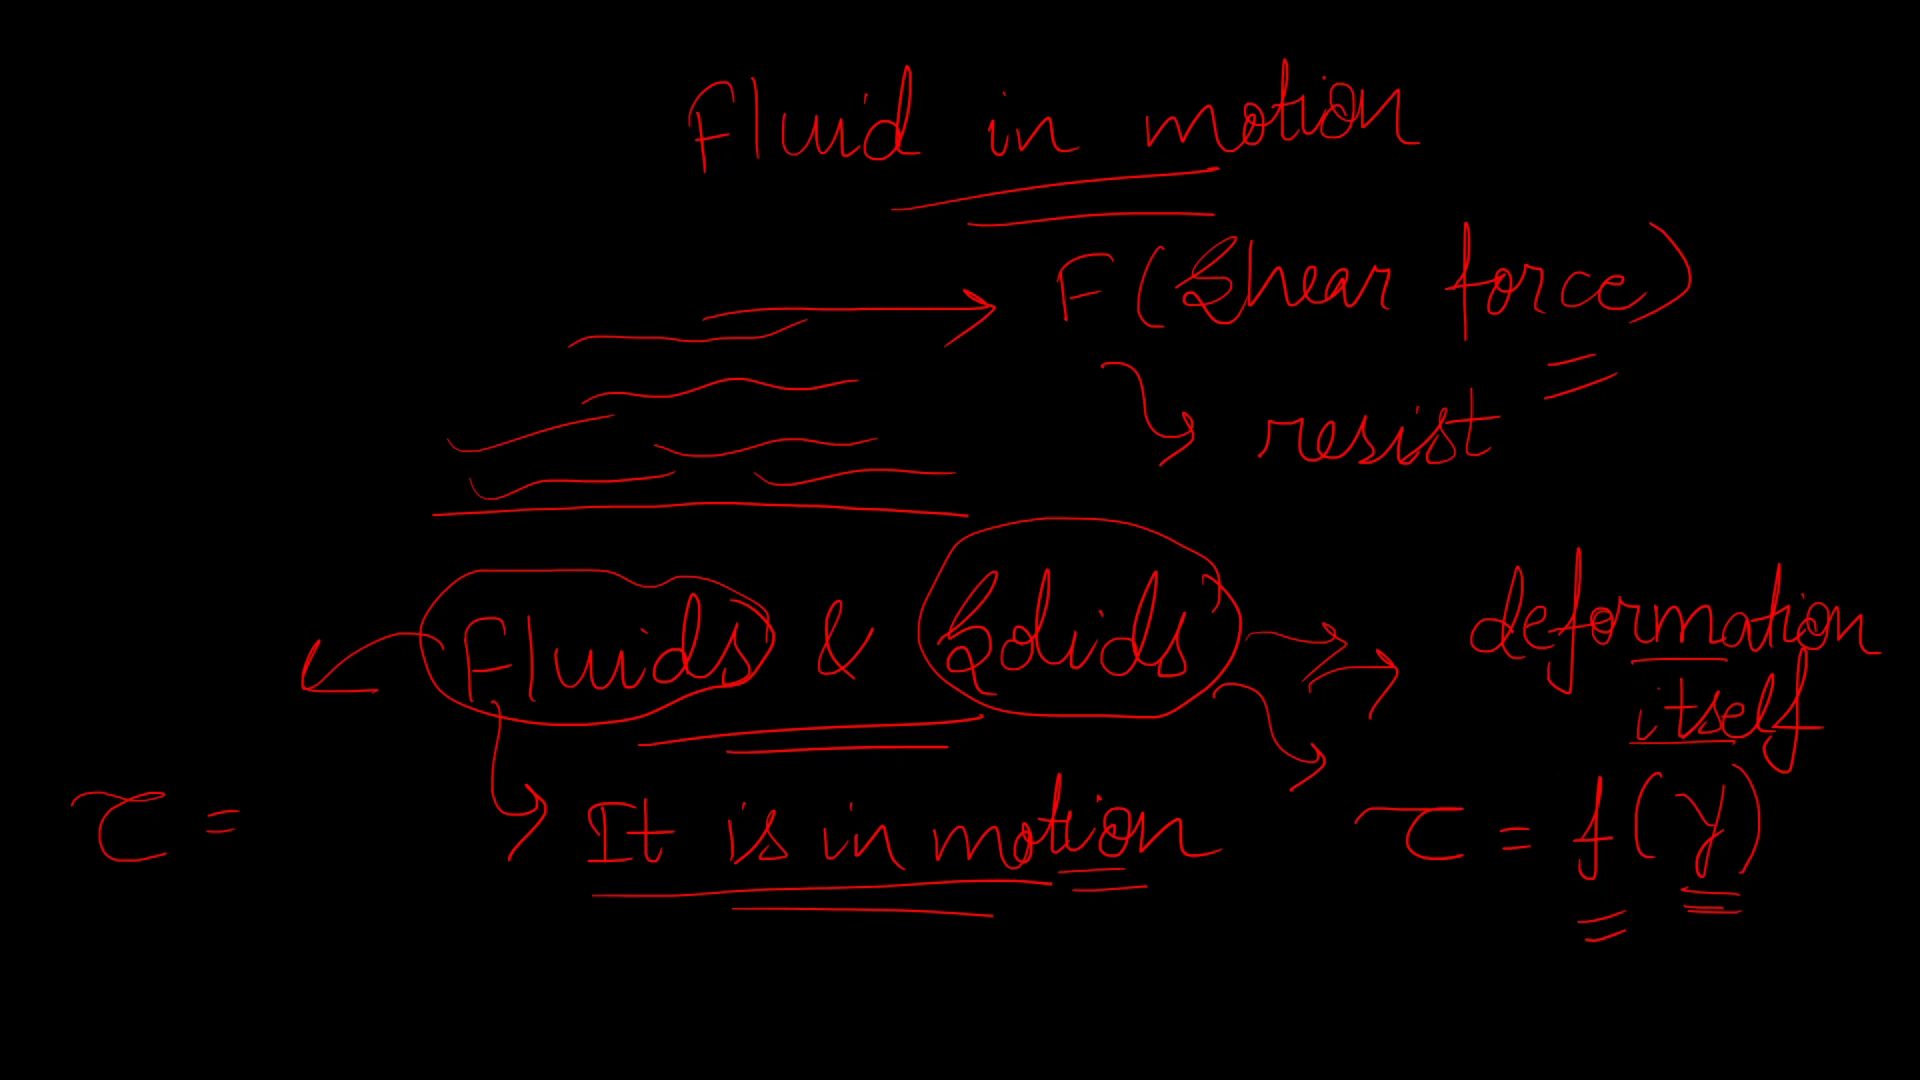 Fluid in motion
F (Shear force)
resist
Fluids & Solids
deformation
itself
τ =
It is in motion
τ = f(γ)